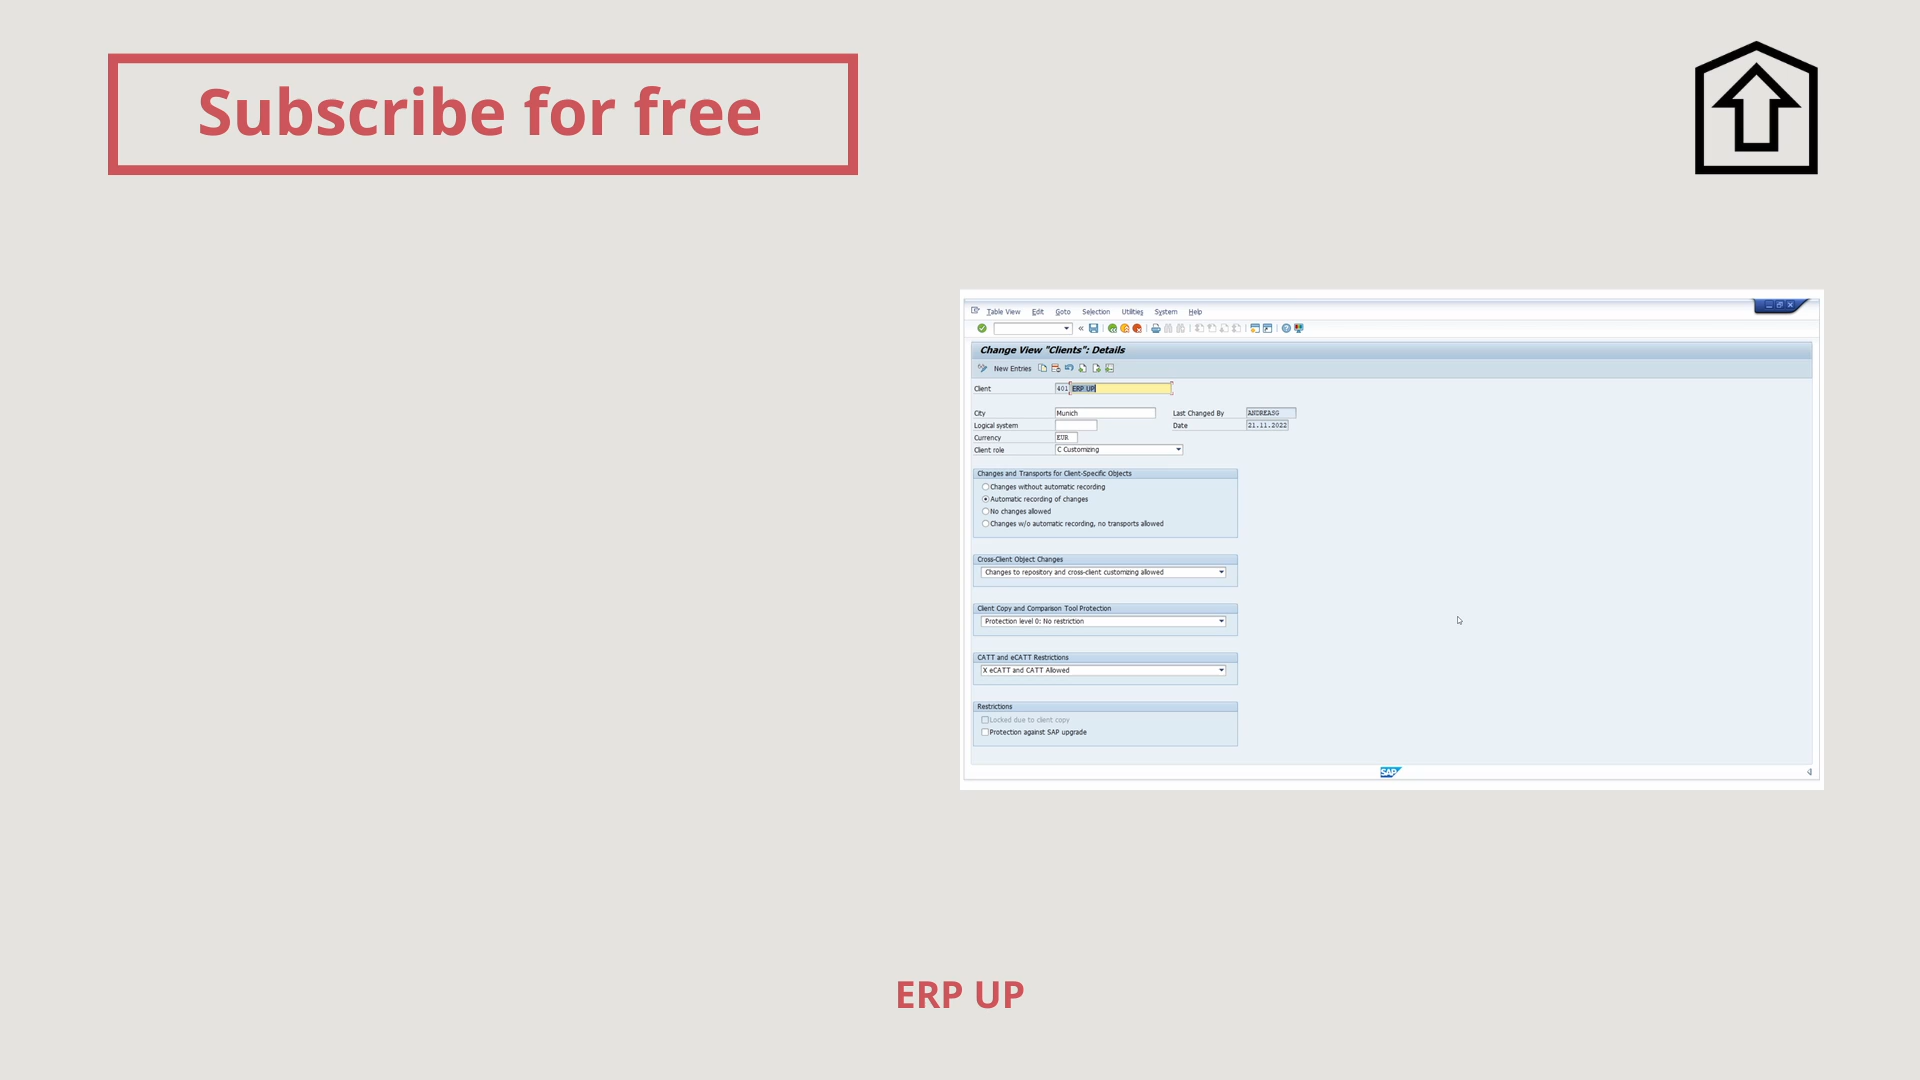 Subscribe for free
Table View Edit Goto Selection Utilities System Help
Change View "Clients": Details
New Entries
Client 401 ERP UP
City Munich Last Changed By ANDREASG
Logical system Date 21.11.2022
Currency EUR
Client role C Customizing
Changes and Transports for Client-Specific Objects
Changes without automatic recording
Automatic recording of changes
No changes allowed
Changes w/o automatic recording, no transports allowed
Cross-Client Object Changes
Changes to repository and cross-client customizing allowed
Client Copy and Comparison Tool Protection
Protection level 0: No restriction
CATT and eCATT Restrictions
X eCATT and CATT Allowed
Restrictions
Locked due to client copy
Protection against SAP upgrade
SAP
ERP UP